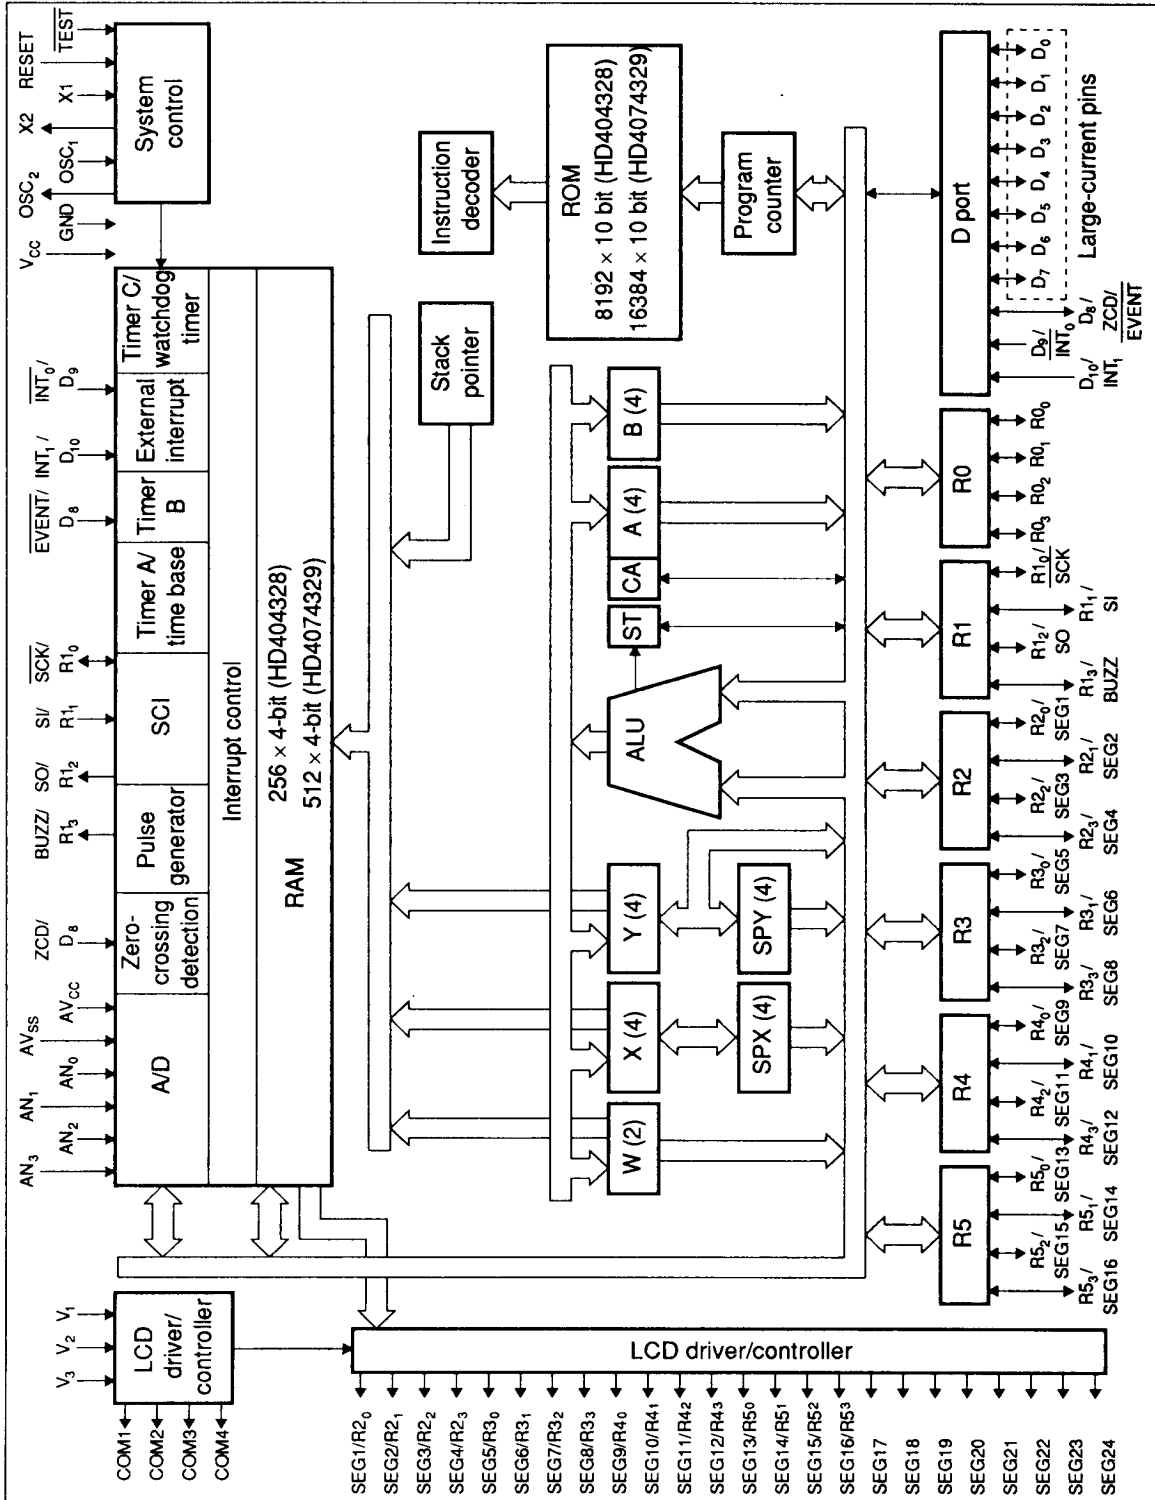 OSC₂
OSC₁
X2
X1
RESET
TEST
System
control
V_CC
GND
AN₃
AN₂
AN₁
AN₀
AV_SS
AV_CC
ZCD/
D₈
BUZZ/
R1₃
SO/
R1₂
SI/
R1₁
SCK/
R1₀
EVENT/
D₈
INT₁/
D₁₀
INT₀/
D₉
A/D
Zero-
crossing
detection
Pulse
generator
SCI
Timer A/
time base
Timer
B
External
interrupt
Timer C/
watchdog
timer
Interrupt control
RAM
256 × 4-bit (HD404328)
512 × 4-bit (HD4074329)
Stack
pointer
Instruction
decoder
ROM
8192 × 10 bit (HD404328)
16384 × 10 bit (HD4074329)
Program
counter
W (2)
X (4)
Y (4)
SPX (4)
SPY (4)
ALU
ST
CA
A (4)
B (4)
V₃
V₂
V₁
LCD
driver/
controller
COM1
COM2
COM3
COM4
LCD driver/controller
SEG1/R2₀
SEG2/R2₁
SEG3/R2₂
SEG4/R2₃
SEG5/R3₀
SEG6/R3₁
SEG7/R3₂
SEG8/R3₃
SEG9/R4₀
SEG10/R4₁
SEG11/R4₂
SEG12/R4₃
SEG13/R5₀
SEG14/R5₁
SEG15/R5₂
SEG16/R5₃
SEG17
SEG18
SEG19
SEG20
SEG21
SEG22
SEG23
SEG24
R5
R5₃/
SEG16
R5₂/
SEG15
R5₁/
SEG14
R5₀/
SEG13
R4
R4₃/
SEG12
R4₂/
SEG11
R4₁/
SEG10
R4₀/
SEG9
R3
R3₃/
SEG8
R3₂/
SEG7
R3₁/
SEG6
R3₀/
SEG5
R2
R2₃/
SEG4
R2₂/
SEG3
R2₁/
SEG2
R2₀/
SEG1
R1
R1₃/
BUZZ
R1₂/
SO
R1₁/
SI
R1₀/
SCK
R0
R0₃
R0₂
R0₁
R0₀
D port
D₁₀/
INT₁
D₉/
INT₀
D₈/
ZCD/
EVENT
D₇
D₆
D₅
D₄
D₃
D₂
D₁
D₀
Large-current pins